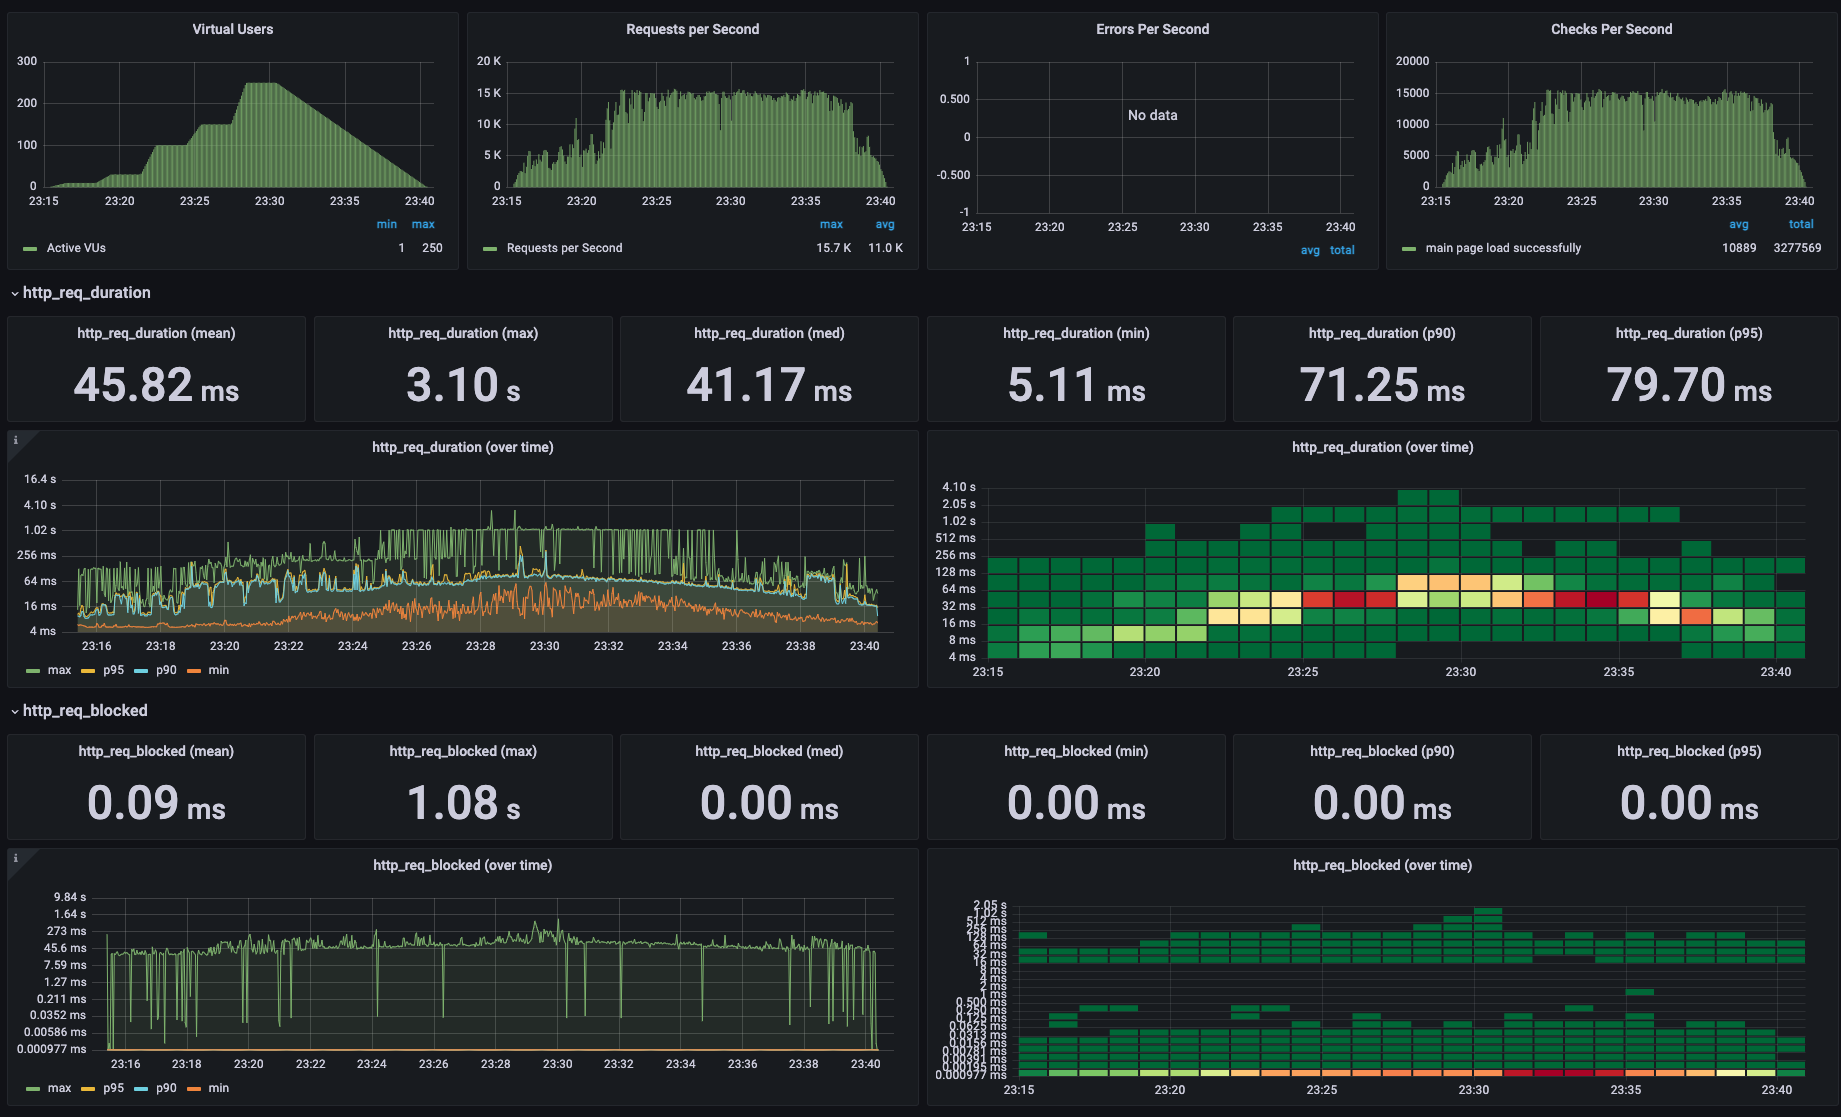 Virtual Users
300
200
100
0
23:15 23:20 23:25 23:30 23:35 23:40
min max
Active VUs 1 250
Requests per Second
20 K
15 K
10 K
5 K
0
23:15 23:20 23:25 23:30 23:35 23:40
max avg
Requests per Second 15.7 K 11.0 K
Errors Per Second
1
0.500
0
-0.500
-1
No data
23:15 23:20 23:25 23:30 23:35 23:40
avg total
Checks Per Second
20000
15000
10000
5000
0
23:15 23:20 23:25 23:30 23:35 23:40
avg total
main page load successfully 10889 3277569
http_req_duration
http_req_duration (mean)
45.82 ms
http_req_duration (max)
3.10 s
http_req_duration (med)
41.17 ms
http_req_duration (min)
5.11 ms
http_req_duration (p90)
71.25 ms
http_req_duration (p95)
79.70 ms
i
http_req_duration (over time)
16.4 s
4.10 s
1.02 s
256 ms
64 ms
16 ms
4 ms
23:16 23:18 23:20 23:22 23:24 23:26 23:28 23:30 23:32 23:34 23:36 23:38 23:40
max p95 p90 min
http_req_duration (over time)
4.10 s
2.05 s
1.02 s
512 ms
256 ms
128 ms
64 ms
32 ms
16 ms
8 ms
4 ms
23:15 23:20 23:25 23:30 23:35 23:40
http_req_blocked
http_req_blocked (mean)
0.09 ms
http_req_blocked (max)
1.08 s
http_req_blocked (med)
0.00 ms
http_req_blocked (min)
0.00 ms
http_req_blocked (p90)
0.00 ms
http_req_blocked (p95)
0.00 ms
i
http_req_blocked (over time)
9.84 s
1.64 s
273 ms
45.6 ms
7.59 ms
1.27 ms
0.211 ms
0.0352 ms
0.00586 ms
0.000977 ms
23:16 23:18 23:20 23:22 23:24 23:26 23:28 23:30 23:32 23:34 23:36 23:38 23:40
max p95 p90 min
http_req_blocked (over time)
2.05 s
1.02 s
512 ms
256 ms
128 ms
64 ms
32 ms
16 ms
8 ms
4 ms
2 ms
1 ms
0.500 ms
0.250 ms
0.125 ms
0.0625 ms
0.0313 ms
0.0156 ms
0.00781 ms
0.00391 ms
0.00195 ms
0.000977 ms
23:15 23:20 23:25 23:30 23:35 23:40